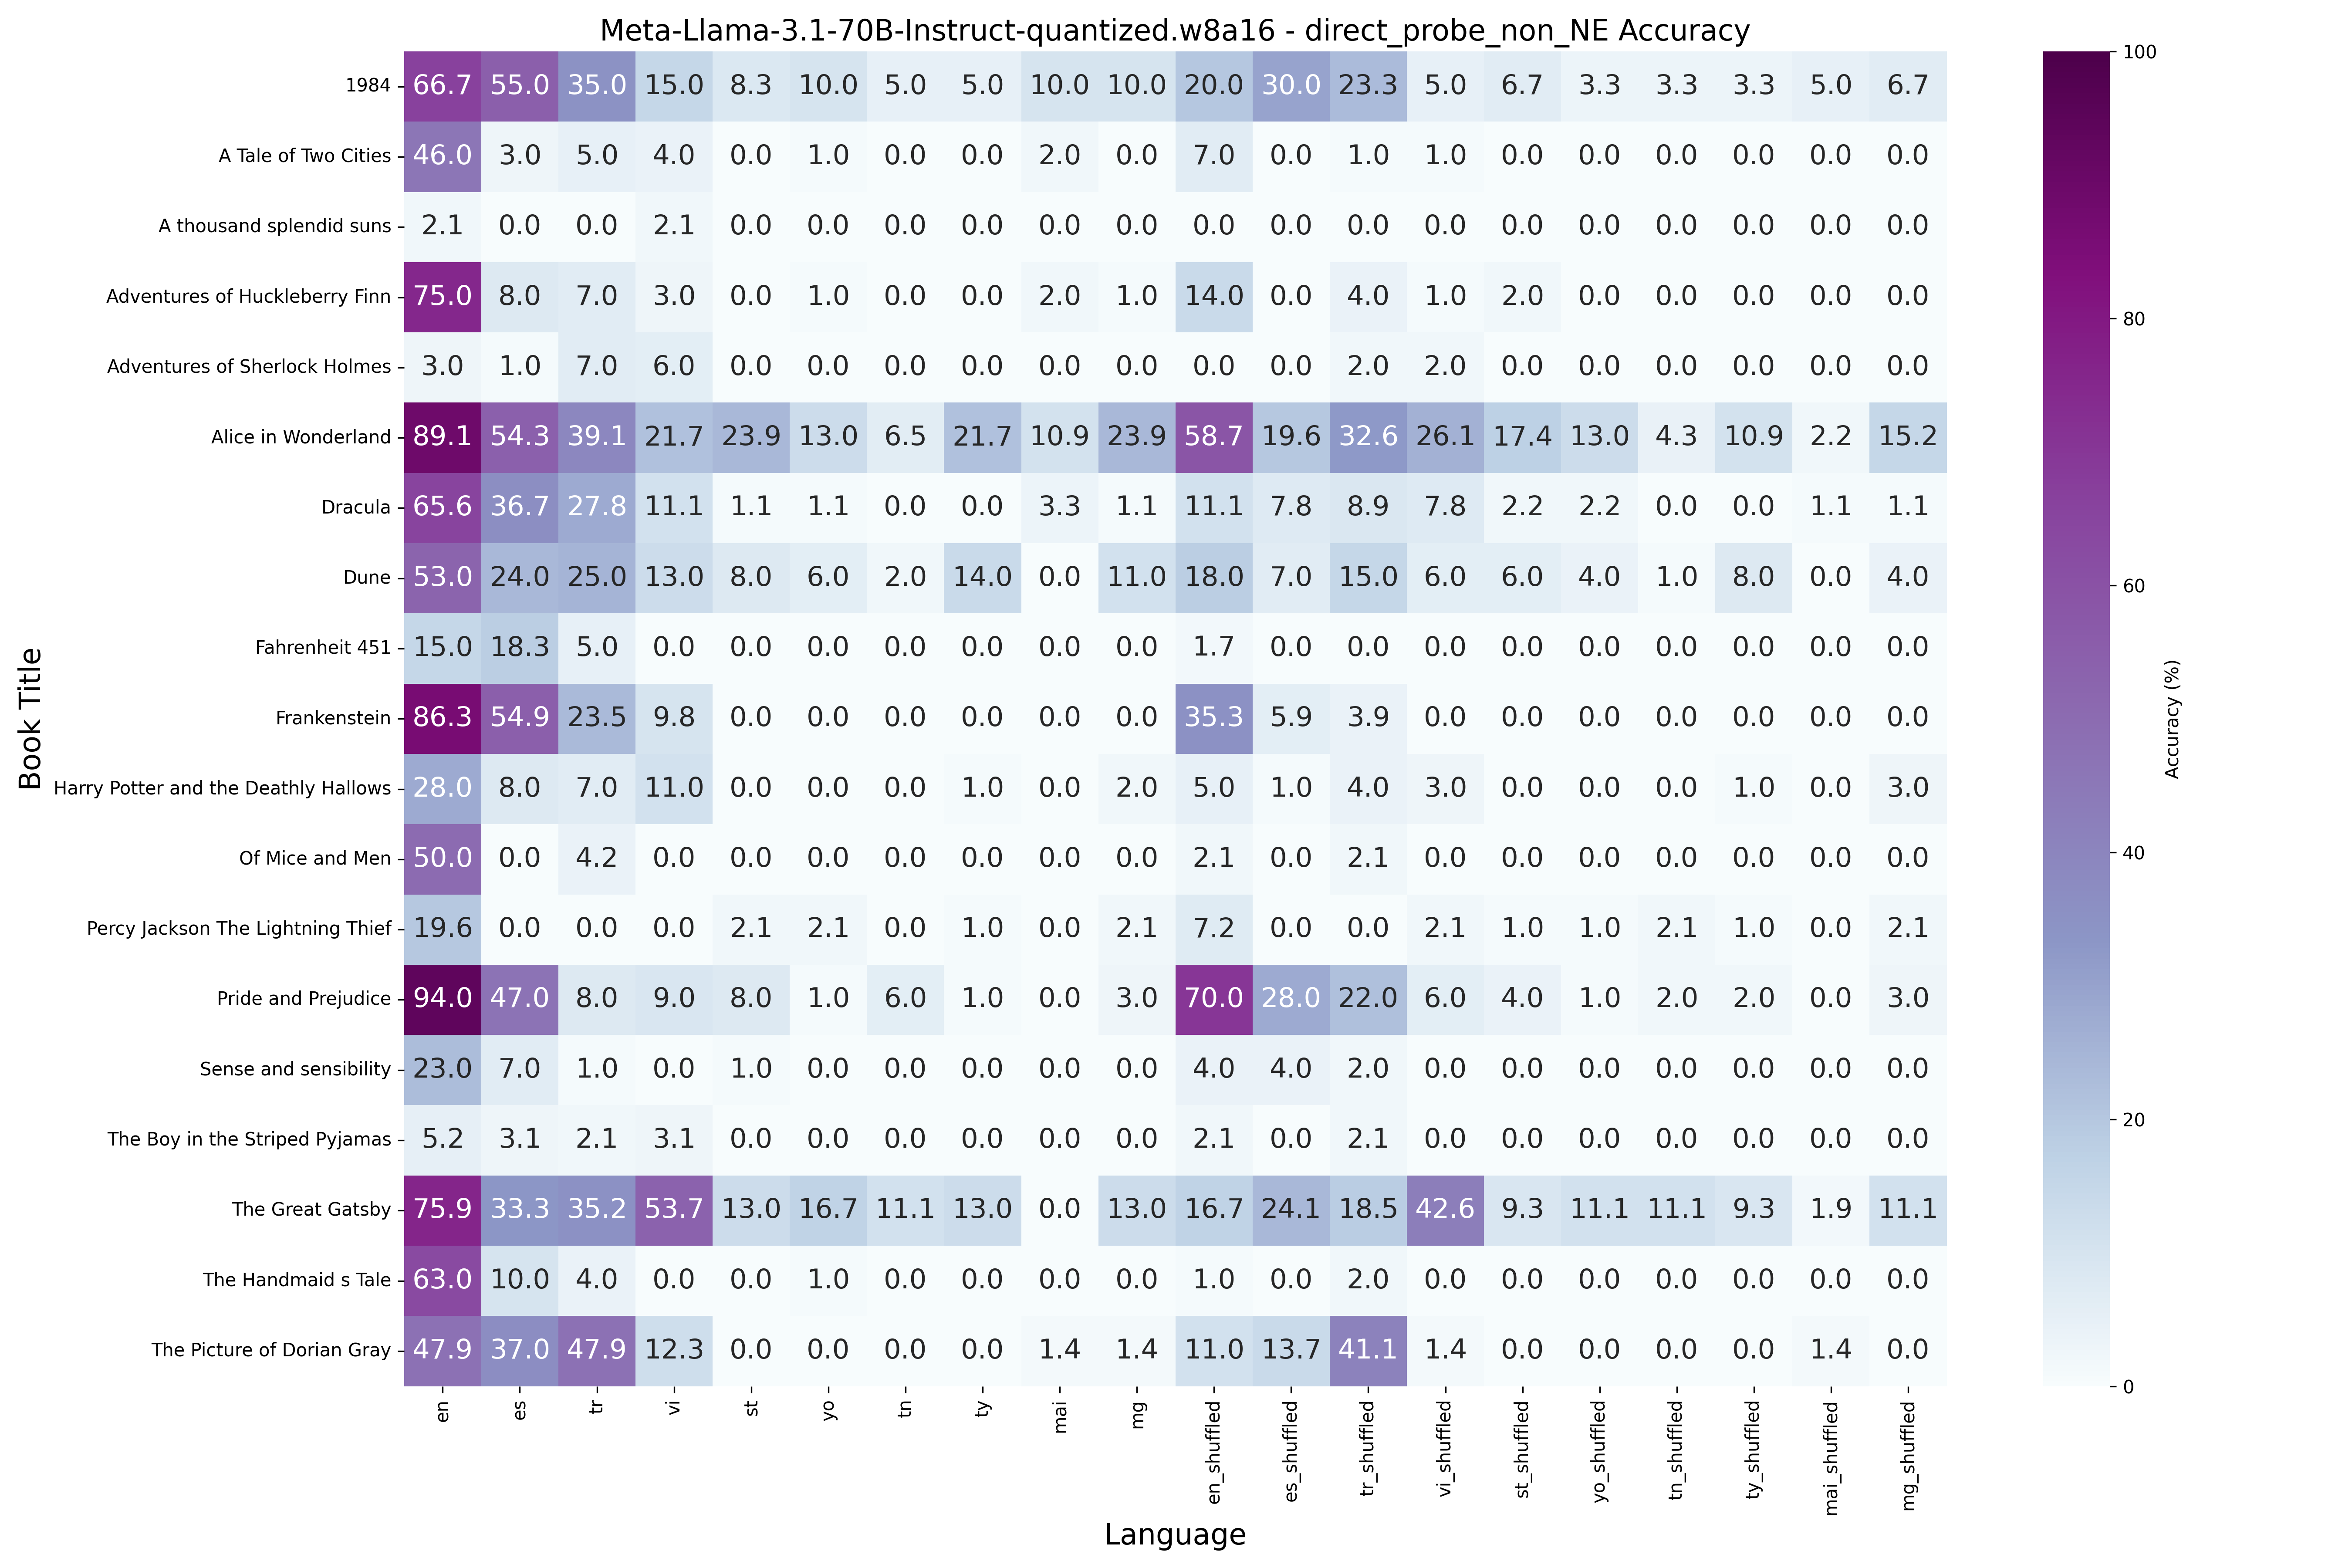 Meta-Llama-3.1-70B-Instruct-quantized.w8a16 - direct_probe_non_NE Accuracy
Book Title
1984 66.7 55.0 35.0 15.0 8.3 10.0 5.0 5.0 10.0 10.0 20.0 30.0 23.3 5.0 6.7 3.3 3.3 3.3 5.0 6.7
A Tale of Two Cities 46.0 3.0 5.0 4.0 0.0 1.0 0.0 0.0 2.0 0.0 7.0 0.0 1.0 1.0 0.0 0.0 0.0 0.0 0.0 0.0
A thousand splendid suns 2.1 0.0 0.0 2.1 0.0 0.0 0.0 0.0 0.0 0.0 0.0 0.0 0.0 0.0 0.0 0.0 0.0 0.0 0.0 0.0
Adventures of Huckleberry Finn 75.0 8.0 7.0 3.0 0.0 1.0 0.0 0.0 2.0 1.0 14.0 0.0 4.0 1.0 2.0 0.0 0.0 0.0 0.0 0.0
Adventures of Sherlock Holmes 3.0 1.0 7.0 6.0 0.0 0.0 0.0 0.0 0.0 0.0 0.0 0.0 2.0 2.0 0.0 0.0 0.0 0.0 0.0 0.0
Alice in Wonderland 89.1 54.3 39.1 21.7 23.9 13.0 6.5 21.7 10.9 23.9 58.7 19.6 32.6 26.1 17.4 13.0 4.3 10.9 2.2 15.2
Dracula 65.6 36.7 27.8 11.1 1.1 1.1 0.0 0.0 3.3 1.1 11.1 7.8 8.9 7.8 2.2 2.2 0.0 0.0 1.1 1.1
Dune 53.0 24.0 25.0 13.0 8.0 6.0 2.0 14.0 0.0 11.0 18.0 7.0 15.0 6.0 6.0 4.0 1.0 8.0 0.0 4.0
Fahrenheit 451 15.0 18.3 5.0 0.0 0.0 0.0 0.0 0.0 0.0 0.0 1.7 0.0 0.0 0.0 0.0 0.0 0.0 0.0 0.0 0.0
Frankenstein 86.3 54.9 23.5 9.8 0.0 0.0 0.0 0.0 0.0 0.0 35.3 5.9 3.9 0.0 0.0 0.0 0.0 0.0 0.0 0.0
Harry Potter and the Deathly Hallows 28.0 8.0 7.0 11.0 0.0 0.0 0.0 1.0 0.0 2.0 5.0 1.0 4.0 3.0 0.0 0.0 0.0 1.0 0.0 3.0
Of Mice and Men 50.0 0.0 4.2 0.0 0.0 0.0 0.0 0.0 0.0 0.0 2.1 0.0 2.1 0.0 0.0 0.0 0.0 0.0 0.0 0.0
Percy Jackson The Lightning Thief 19.6 0.0 0.0 0.0 2.1 2.1 0.0 1.0 0.0 2.1 7.2 0.0 0.0 2.1 1.0 1.0 2.1 1.0 0.0 2.1
Pride and Prejudice 94.0 47.0 8.0 9.0 8.0 1.0 6.0 1.0 0.0 3.0 70.0 28.0 22.0 6.0 4.0 1.0 2.0 2.0 0.0 3.0
Sense and sensibility 23.0 7.0 1.0 0.0 1.0 0.0 0.0 0.0 0.0 0.0 4.0 4.0 2.0 0.0 0.0 0.0 0.0 0.0 0.0 0.0
The Boy in the Striped Pyjamas 5.2 3.1 2.1 3.1 0.0 0.0 0.0 0.0 0.0 0.0 2.1 0.0 2.1 0.0 0.0 0.0 0.0 0.0 0.0 0.0
The Great Gatsby 75.9 33.3 35.2 53.7 13.0 16.7 11.1 13.0 0.0 13.0 16.7 24.1 18.5 42.6 9.3 11.1 11.1 9.3 1.9 11.1
The Handmaid s Tale 63.0 10.0 4.0 0.0 0.0 1.0 0.0 0.0 0.0 0.0 1.0 0.0 2.0 0.0 0.0 0.0 0.0 0.0 0.0 0.0
The Picture of Dorian Gray 47.9 37.0 47.9 12.3 0.0 0.0 0.0 0.0 1.4 1.4 11.0 13.7 41.1 1.4 0.0 0.0 0.0 0.0 1.4 0.0
en es tr vi st yo tn ty mai mg en_shuffled es_shuffled tr_shuffled vi_shuffled st_shuffled yo_shuffled tn_shuffled ty_shuffled mai_shuffled mg_shuffled
Language
100
80
60
40
20
0
Accuracy (%)